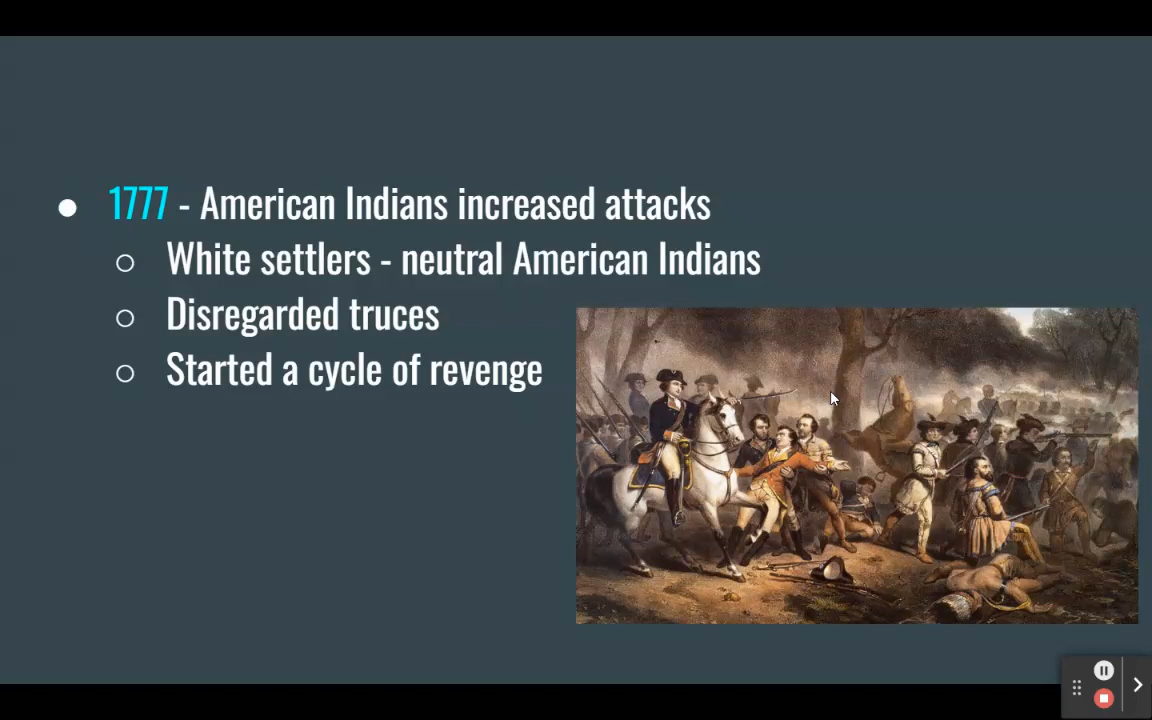 1777 - American Indians increased attacks
White settlers - neutral American Indians
Disregarded truces
Started a cycle of revenge